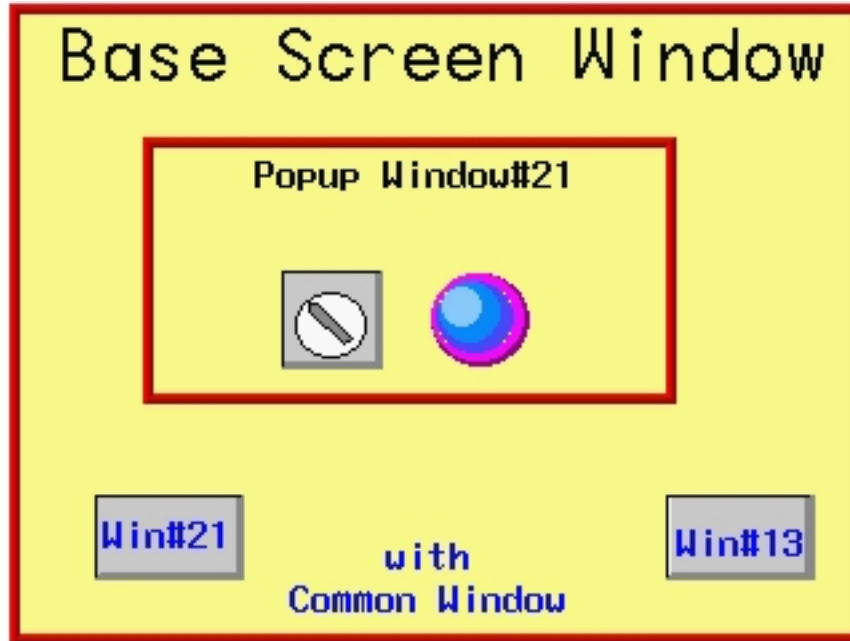 Base Screen Window
Popup Window#21
Win#21
Win#13
with
Common Window